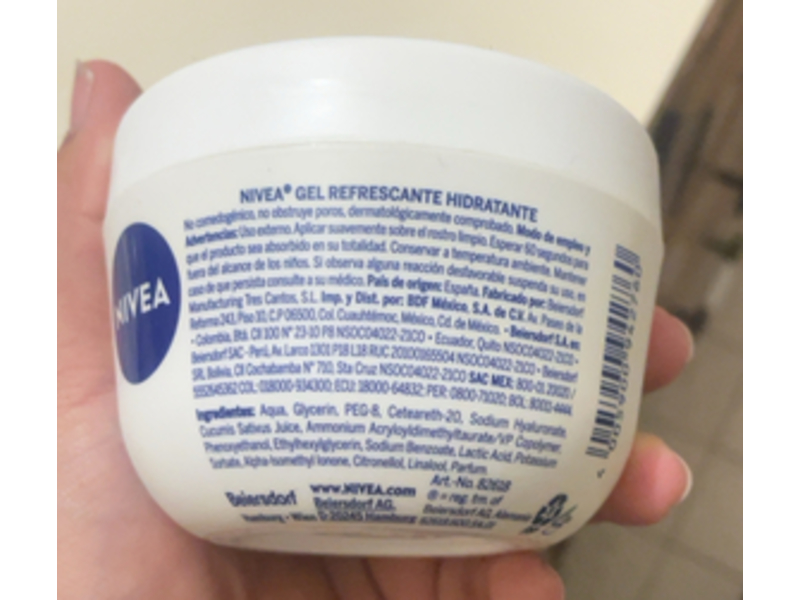 NIVEA® GEL REFRESCANTE HIDRATANTE
No comedogénico, no obstruye poros, dermatológicamente comprobado. Modo de empleo y
Advertencias: Uso externo. Aplicar suavemente sobre el rostro limpio. Esperar 60 segundos para
que el producto sea absorbido en su totalidad. Conservar a temperatura ambiente. Mantener
fuera del alcance de los niños. Si observa alguna reacción desfavorable suspenda su uso, en
caso de que persista consulte a su médico. País de origen: España. Fabricado por: Beiersdorf
Manufacturing Tres Cantos, S.L. Imp. y Dist. por: BDF México, S.A. de C.V. Av. Paseo de la
Reforma 243, Piso 10, C.P 06500, Col. Cuauhtémoc, México, Cd. de México. • Beiersdorf S.A. en:
• Colombia, Btá. Cll 100 N° 23-10 P8 NSOC04022-21CO • Ecuador, Quito NSOC04022-21CO •
Beiersdorf SAC - Perú, Av. Larco 1301 P18 L18 RUC NSOC04022-21CO • Beiersdorf
SRL Bolivia, Cll Cochabamba N° 710, Sta Cruz NSOC04022-21CO SAC MEX: 800-01-23020 /
COL: 018000-934300: ECU: 18000-64832; PER: 0800-71020; BOL:
Ingredientes: Aqua, Glycerin, PEG-8, Ceteareth-20, Sodium Hyaluronate,
Cucumis Sativus Juice, Ammonium Acryloyldimethyltaurate/VP Copolymer,
Phenoxyethanol, Ethylhexylglycerin, Sodium Benzoate, Lactic Acid, Potassium
Sorbate, Alpha-Isomethyl Ionone, Citronellol, Linalool, Parfum.
NIVEA
Art.-No. 82618
Beiersdorf www.NIVEA.com ® = reg. tm. of
Beiersdorf AG, Beiersdorf AG, Alemania
Hamburg • Wien D-20245 Hamburg